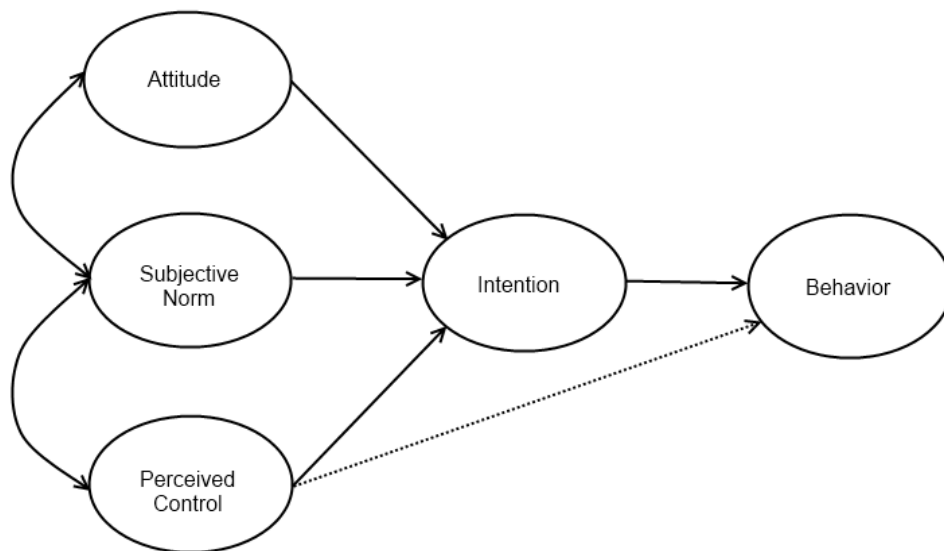 Attitude
Subjective
Norm
Intention
Behavior
Perceived
Control